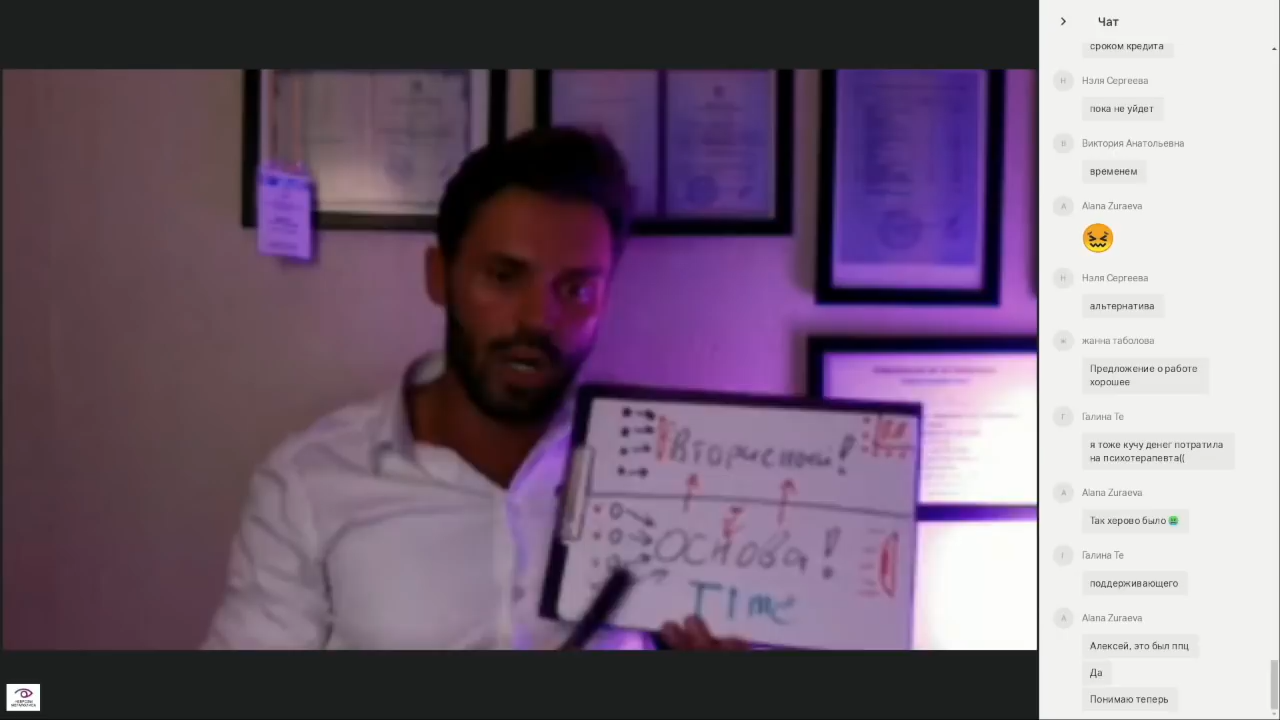 Чат
сроком кредита
Нэля Сергеева
пока не уйдет
Виктория Анатольевна
временем
Alana Zuraeva
Нэля Сергеева
альтернатива
жанна таболова
Предложение о работе
хорошее
Галина Те
я тоже кучу денег потратила
на психотерапевта((
Alana Zuraeva
Так херово было
Галина Те
поддерживающего
Alana Zuraeva
Алексей, это был ппц
Да
Понимаю теперь
ОСНОВА!
Time